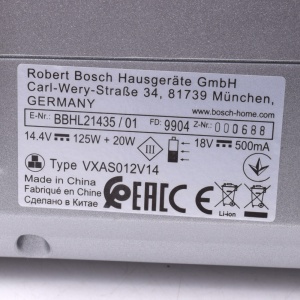 Robert Bosch Hausgeräte GmbH
Carl-Wery-Straße 34, 81739 München,
GERMANY
www.bosch-home.com
E-Nr.: BBHL21435 / 01 FD: 9904 Z-Nr.: 000688
14.4V 125W + 20W III 18V 500mA
Type VXAS012V14
Made in China
Fabriqué en Chine
Сделано в Китае
EAC CE
Li-ion